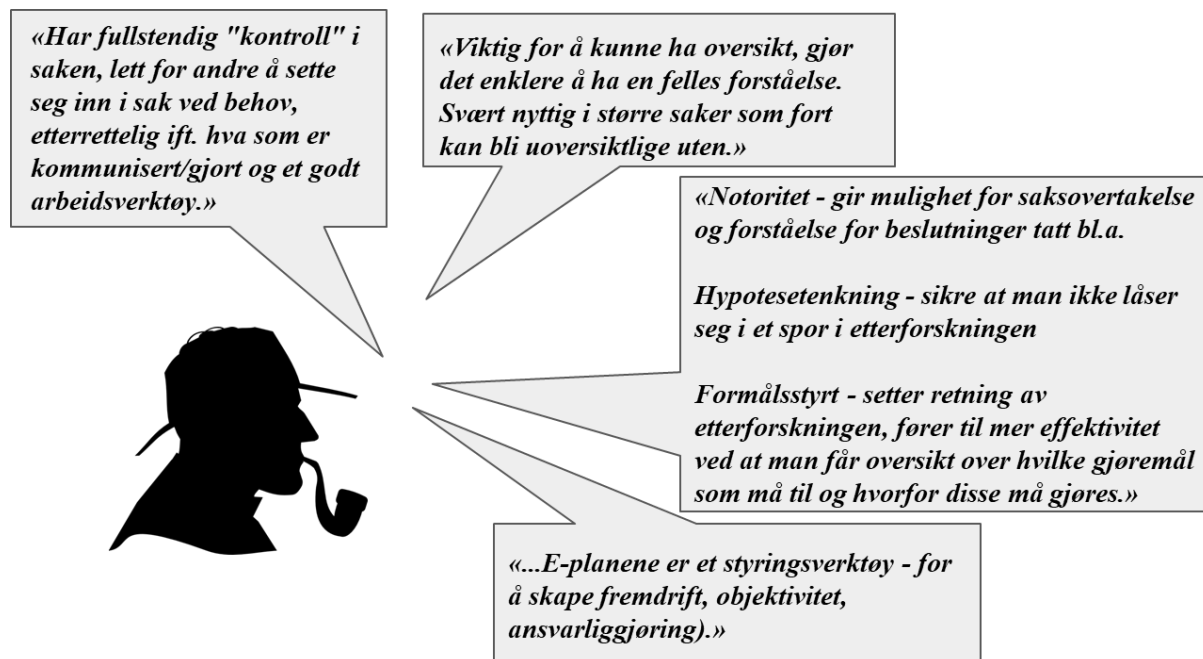 «Har fullstendig "kontroll" i
saken, lett for andre å sette
seg inn i sak ved behov,
etterrettelig ift. hva som er
kommunisert/gjort og et godt
arbeidsverktøy.»
«Viktig for å kunne ha oversikt, gjør
det enklere å ha en felles forståelse.
Svært nyttig i større saker som fort
kan bli uoversiktlige uten.»
«Notoritet - gir mulighet for saksovertakelse
og forståelse for beslutninger tatt bl.a.
Hypotesetenkning - sikre at man ikke låser
seg i et spor i etterforskningen
Formålsstyrt - setter retning av
etterforskningen, fører til mer effektivitet
ved at man får oversikt over hvilke gjøremål
som må til og hvorfor disse må gjøres.»
«...E-planene er et styringsverktøy - for
å skape fremdrift, objektivitet,
ansvarliggjøring).»